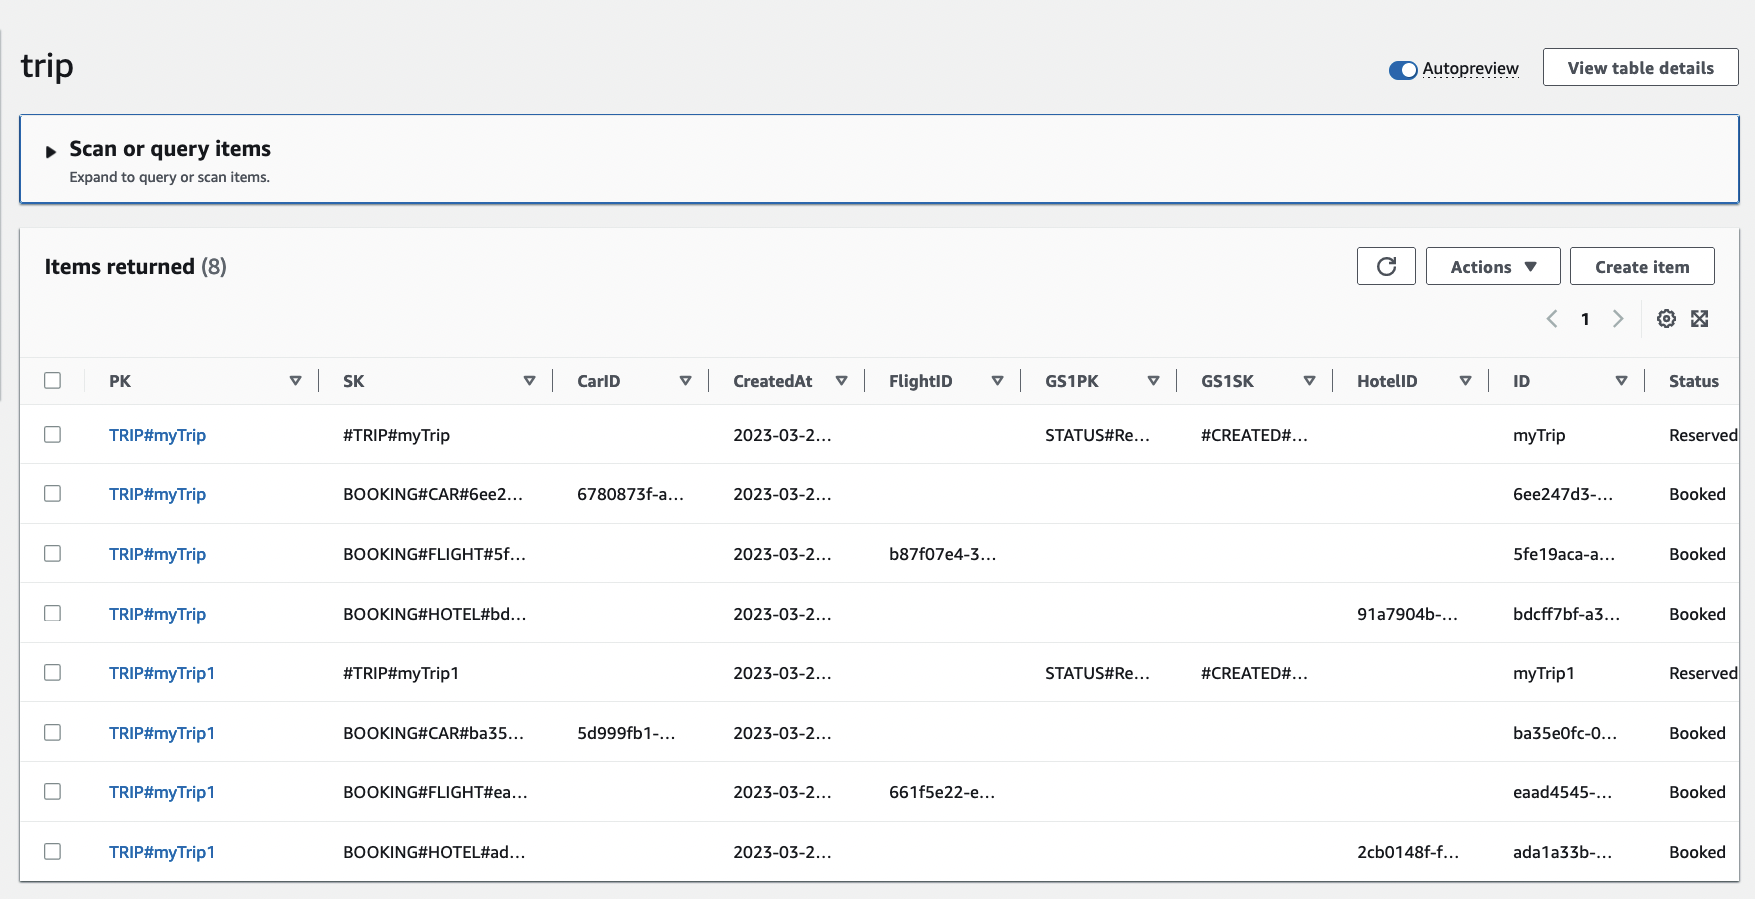 trip
Autopreview
View table details
Scan or query items
Expand to query or scan items.
Items returned (8)
Actions
Create item
1
PK SK CarID CreatedAt FlightID GS1PK GS1SK HotelID ID Status
TRIP#myTrip #TRIP#myTrip 2023-03-2... STATUS#Re... #CREATED#... myTrip Reserved
TRIP#myTrip BOOKING#CAR#6ee2... 6780873f-a... 2023-03-2... 6ee247d3-... Booked
TRIP#myTrip BOOKING#FLIGHT#5f... 2023-03-2... b87f07e4-3... 5fe19aca-a... Booked
TRIP#myTrip BOOKING#HOTEL#bd... 2023-03-2... 91a7904b-... bdcff7bf-a3... Booked
TRIP#myTrip1 #TRIP#myTrip1 2023-03-2... STATUS#Re... #CREATED#... myTrip1 Reserved
TRIP#myTrip1 BOOKING#CAR#ba35... 5d999fb1-... 2023-03-2... ba35e0fc-0... Booked
TRIP#myTrip1 BOOKING#FLIGHT#ea... 2023-03-2... 661f5e22-e... eaad4545-... Booked
TRIP#myTrip1 BOOKING#HOTEL#ad... 2023-03-2... 2cb0148f-f... ada1a33b-... Booked